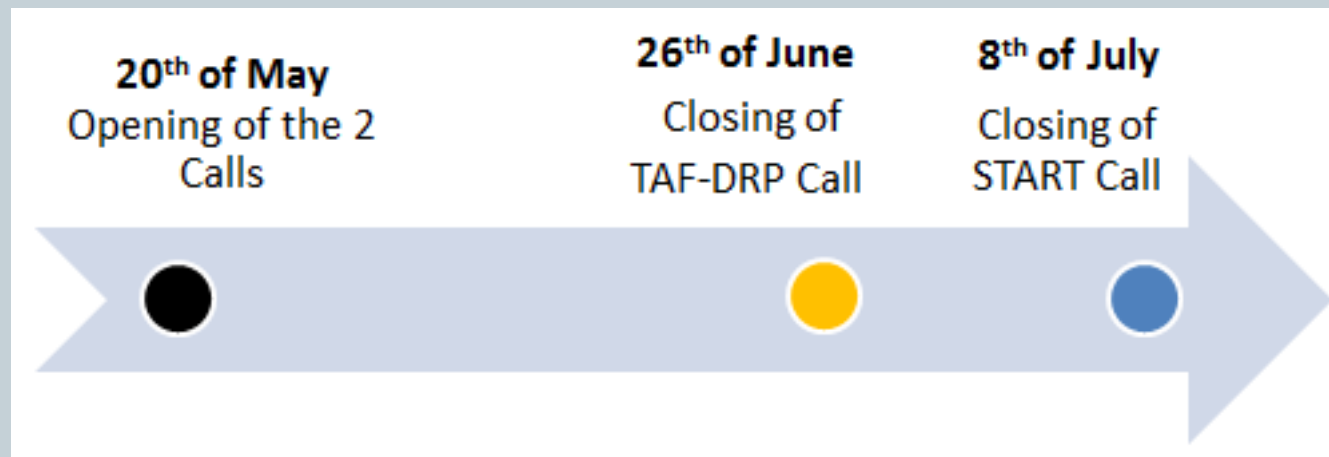 20th of May
Opening of the 2
Calls
26th of June
Closing of
TAF-DRP Call
8th of July
Closing of
START Call